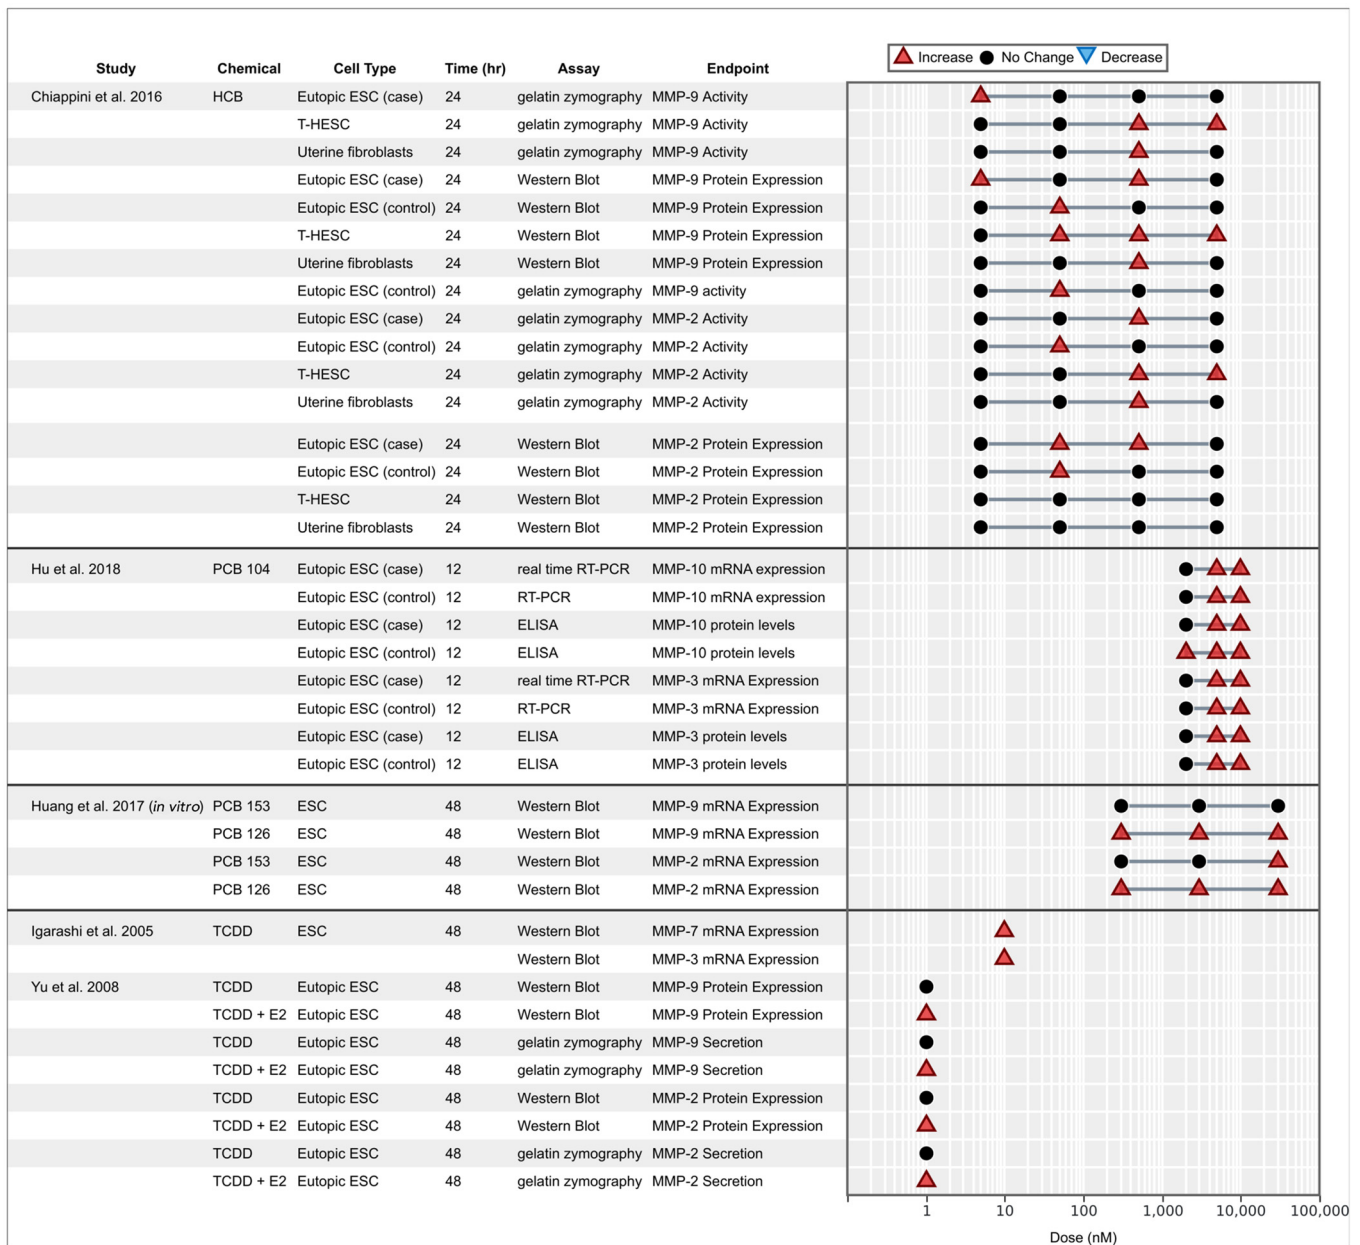 Increase No Change Decrease
Study Chemical Cell Type Time (hr) Assay Endpoint
Chiappini et al. 2016 HCB Eutopic ESC (case) 24 gelatin zymography MMP-9 Activity
T-HESC 24 gelatin zymography MMP-9 Activity
Uterine fibroblasts 24 gelatin zymography MMP-9 Activity
Eutopic ESC (case) 24 Western Blot MMP-9 Protein Expression
Eutopic ESC (control) 24 Western Blot MMP-9 Protein Expression
T-HESC 24 Western Blot MMP-9 Protein Expression
Uterine fibroblasts 24 Western Blot MMP-9 Protein Expression
Eutopic ESC (control) 24 gelatin zymography MMP-9 activity
Eutopic ESC (case) 24 gelatin zymography MMP-2 Activity
Eutopic ESC (control) 24 gelatin zymography MMP-2 Activity
T-HESC 24 gelatin zymography MMP-2 Activity
Uterine fibroblasts 24 gelatin zymography MMP-2 Activity
Eutopic ESC (case) 24 Western Blot MMP-2 Protein Expression
Eutopic ESC (control) 24 Western Blot MMP-2 Protein Expression
T-HESC 24 Western Blot MMP-2 Protein Expression
Uterine fibroblasts 24 Western Blot MMP-2 Protein Expression
Hu et al. 2018 PCB 104 Eutopic ESC (case) 12 real time RT-PCR MMP-10 mRNA expression
Eutopic ESC (control) 12 RT-PCR MMP-10 mRNA expression
Eutopic ESC (case) 12 ELISA MMP-10 protein levels
Eutopic ESC (control) 12 ELISA MMP-10 protein levels
Eutopic ESC (case) 12 real time RT-PCR MMP-3 mRNA Expression
Eutopic ESC (control) 12 RT-PCR MMP-3 mRNA Expression
Eutopic ESC (case) 12 ELISA MMP-3 protein levels
Eutopic ESC (control) 12 ELISA MMP-3 protein levels
Huang et al. 2017 (in vitro) PCB 153 ESC 48 Western Blot MMP-9 mRNA Expression
PCB 126 ESC 48 Western Blot MMP-9 mRNA Expression
PCB 153 ESC 48 Western Blot MMP-2 mRNA Expression
PCB 126 ESC 48 Western Blot MMP-2 mRNA Expression
Igarashi et al. 2005 TCDD ESC 48 Western Blot MMP-7 mRNA Expression
Western Blot MMP-3 mRNA Expression
Yu et al. 2008 TCDD Eutopic ESC 48 Western Blot MMP-9 Protein Expression
TCDD + E2 Eutopic ESC 48 Western Blot MMP-9 Protein Expression
TCDD Eutopic ESC 48 gelatin zymography MMP-9 Secretion
TCDD + E2 Eutopic ESC 48 gelatin zymography MMP-9 Secretion
TCDD Eutopic ESC 48 Western Blot MMP-2 Protein Expression
TCDD + E2 Eutopic ESC 48 Western Blot MMP-2 Protein Expression
TCDD Eutopic ESC 48 gelatin zymography MMP-2 Secretion
TCDD + E2 Eutopic ESC 48 gelatin zymography MMP-2 Secretion
1 10 100 1,000 10,000 100,000
Dose (nM)